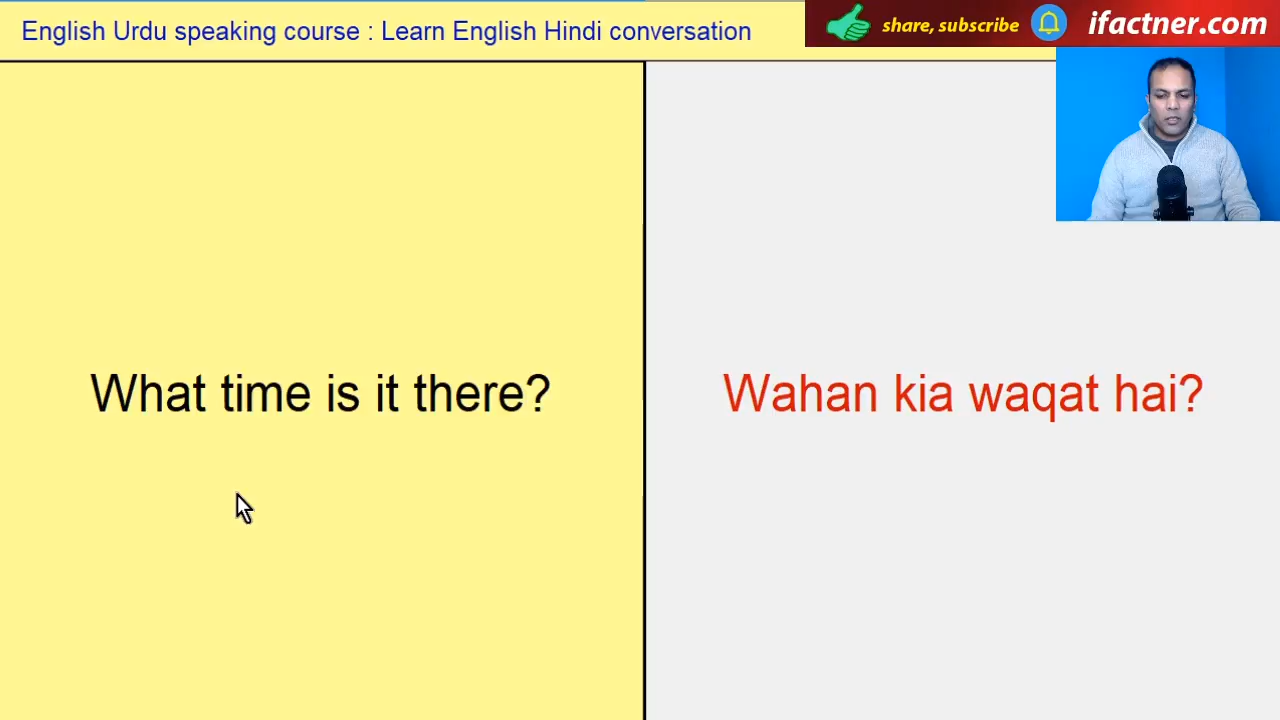 English Urdu speaking course : Learn English Hindi conversation
share, subscribe
ifactner.com
What time is it there?
Wahan kia waqat hai?